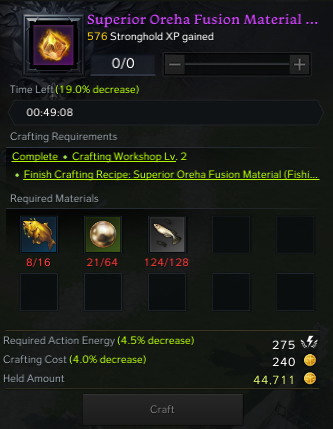 Superior Oreha Fusion Material ...
576 Stronghold XP gained
0/0
Time Left(19.0% decrease)
00:49:08
Crafting Requirements
Complete • Crafting Workshop Lv. 2
• Finish Crafting Recipe: Superior Oreha Fusion Material (Fishi...
Required Materials
8/16 21/64 124/128
Required Action Energy (4.5% decrease) 275
Crafting Cost (4.0% decrease) 240
Held Amount 44,711
Craft